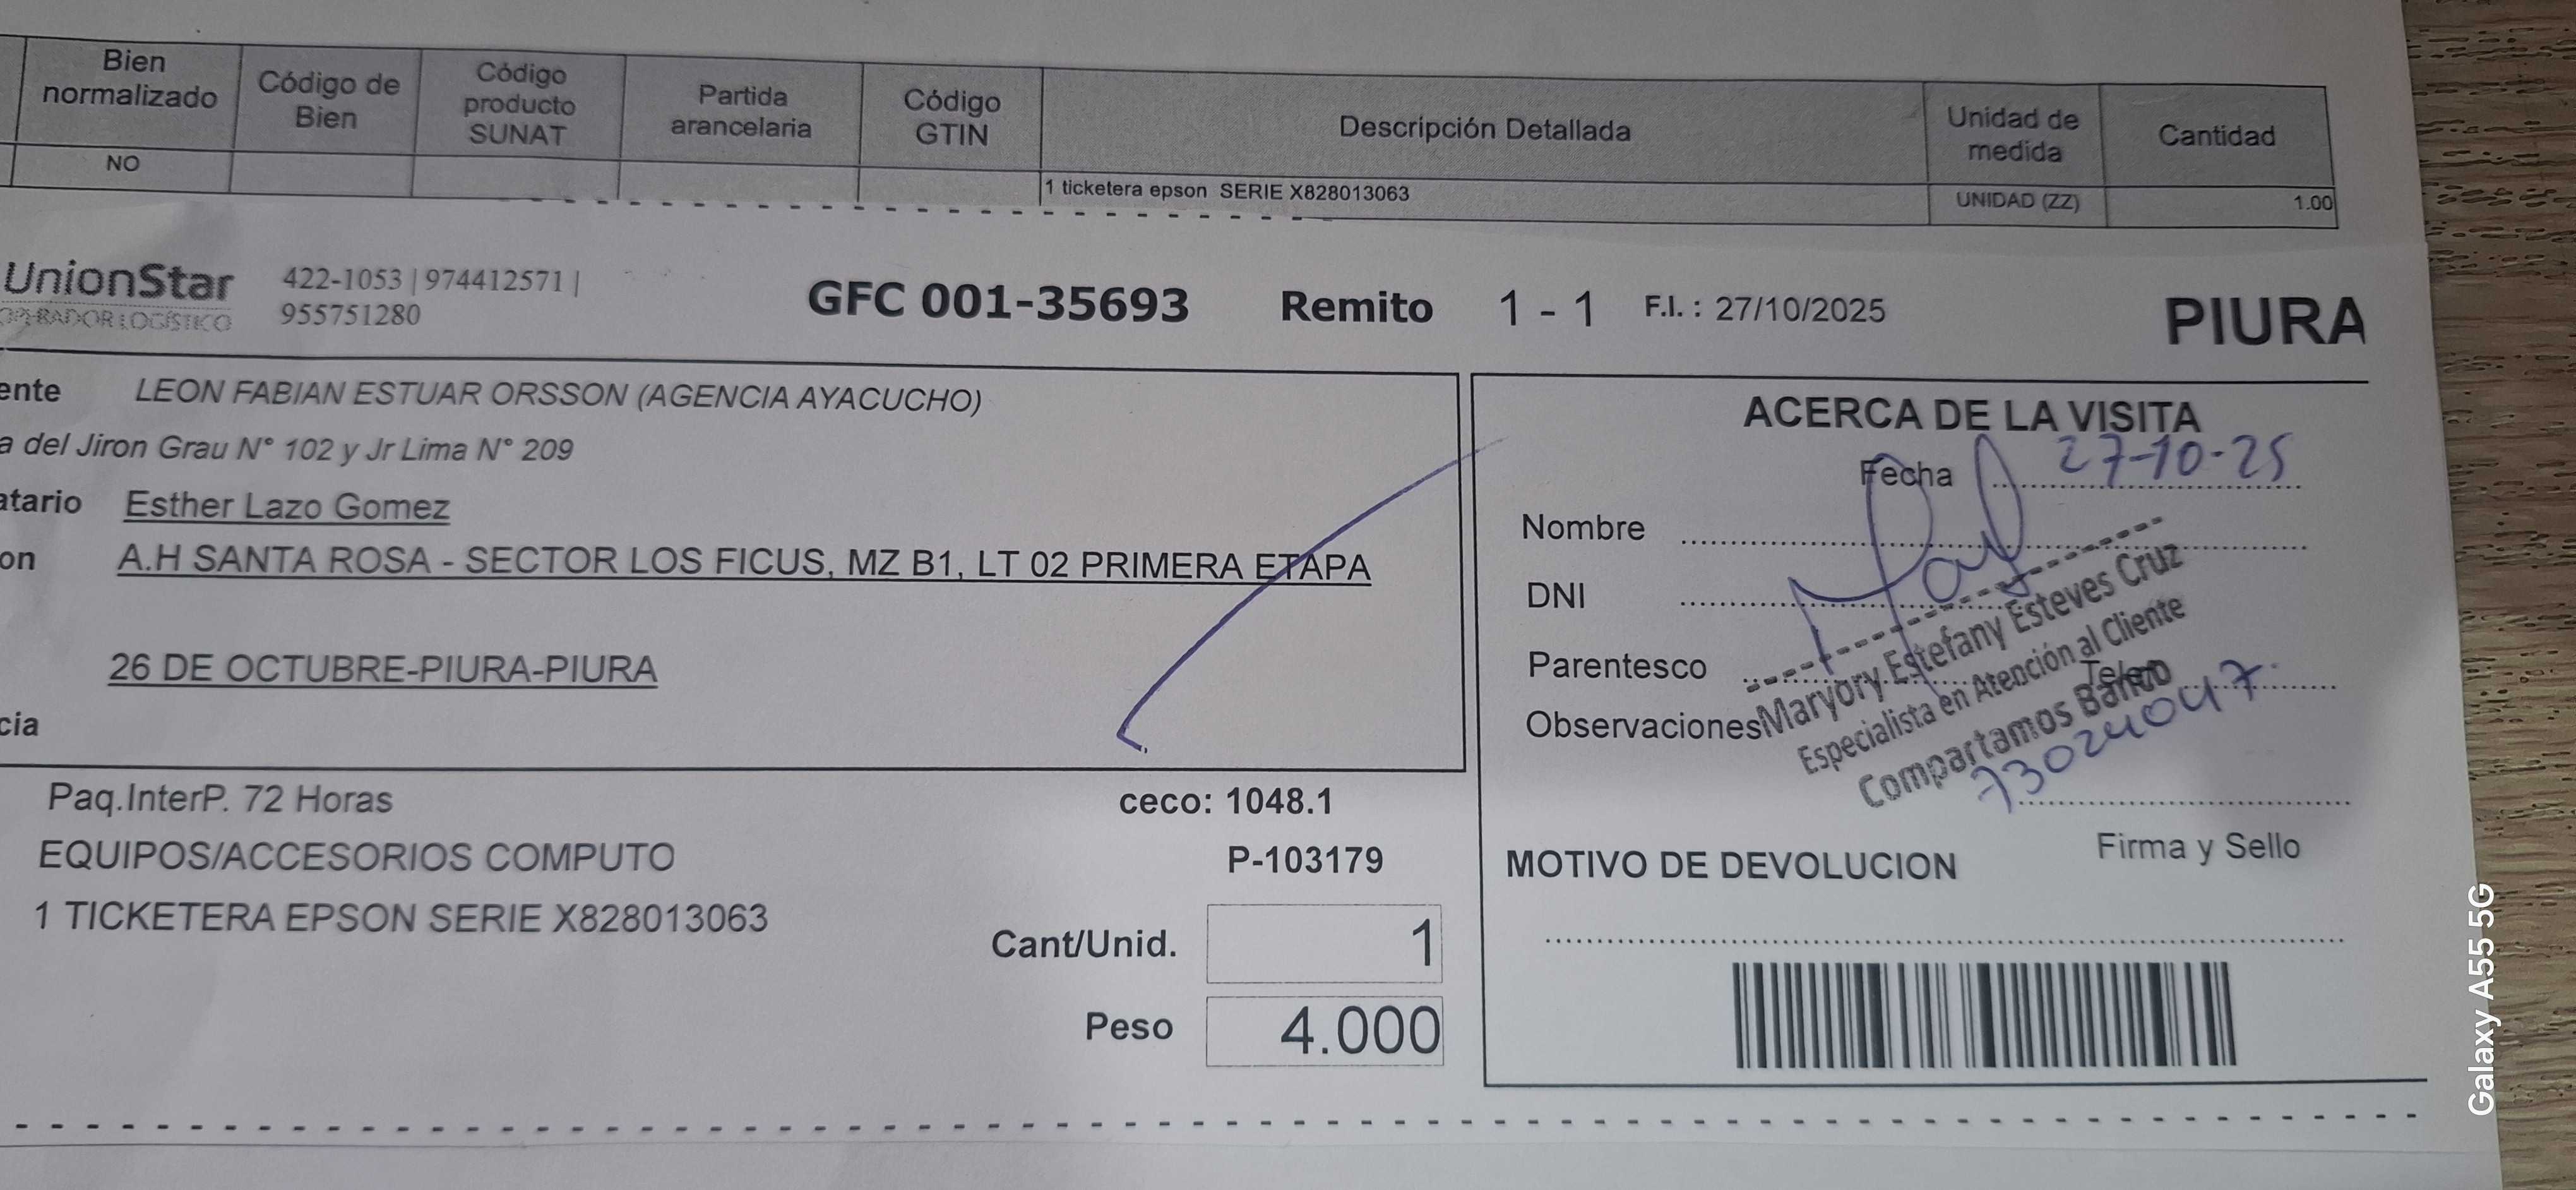 Bien normalizado
Código de Bien
Código producto SUNAT
Partida arancelaria
Código GTIN
Descripción Detallada
Unidad de medida
Cantidad
NO
1 ticketera epson SERIE X828013063
UNIDAD (ZZ)
1.00
UnionStar
OPERADOR LOGÍSTICO
422-1053 | 974412571 |
955751280
GFC 001-35693 Remito 1 - 1 F.I. : 27/10/2025 PIURA
ente LEON FABIAN ESTUAR ORSSON (AGENCIA AYACUCHO)
a del Jiron Grau N° 102 y Jr Lima N° 209
atario Esther Lazo Gomez
on A.H SANTA ROSA - SECTOR LOS FICUS, MZ B1, LT 02 PRIMERA ETAPA
26 DE OCTUBRE-PIURA-PIURA
cia
Paq.InterP. 72 Horas
ceco: 1048.1
EQUIPOS/ACCESORIOS COMPUTO
P-103179
1 TICKETERA EPSON SERIE X828013063
Cant/Unid. 1
Peso 4.000
ACERCA DE LA VISITA
Fecha 27-10-25
Nombre
DNI
Parentesco
Observaciones
Maryory Estefany Esteves Cruz
Especialista en Atención al Cliente
Compartamos Banco
73024047
Firma y Sello
MOTIVO DE DEVOLUCION
Galaxy A55 5G